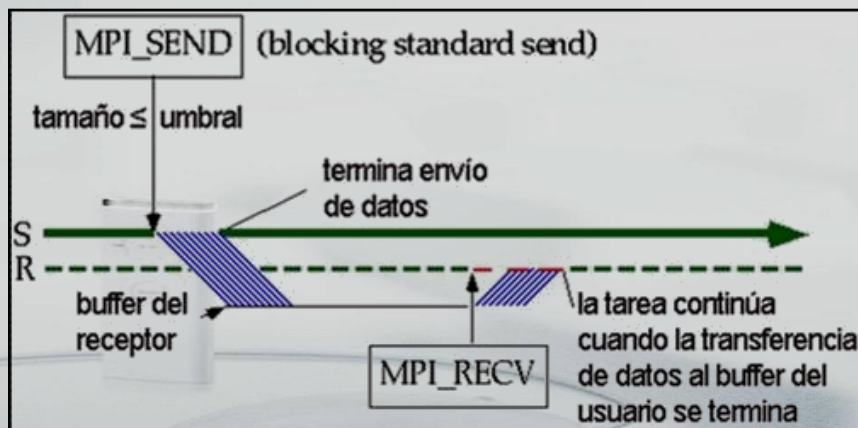 MPI_SEND (blocking standard send)
tamaño ≤ umbral
termina envío
de datos
S
R
buffer del
receptor
MPI_RECV
la tarea continúa
cuando la transferencia
de datos al buffer del
usuario se termina